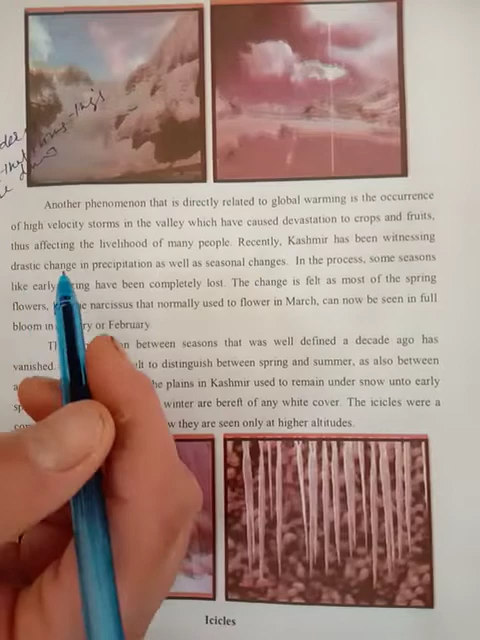 Another phenomenon that is directly related to global warming is the occurrence
of high velocity storms in the valley which have caused devastation to crops and fruits,
thus affecting the livelihood of many people. Recently, Kashmir has been witnessing
drastic change in precipitation as well as seasonal changes. In the process, some seasons
like early have been completely lost. The change is felt as most of the spring
flowers, narcissus that normally used to flower in March, can now be seen in full
bloom in or February
between seasons that was well defined a decade ago has
vanished. to distinguish between spring and summer, as also between
plains in Kashmir used to remain under snow unto early
winter are bereft of any white cover. The icicles were a
they are seen only at higher altitudes.
Icicles